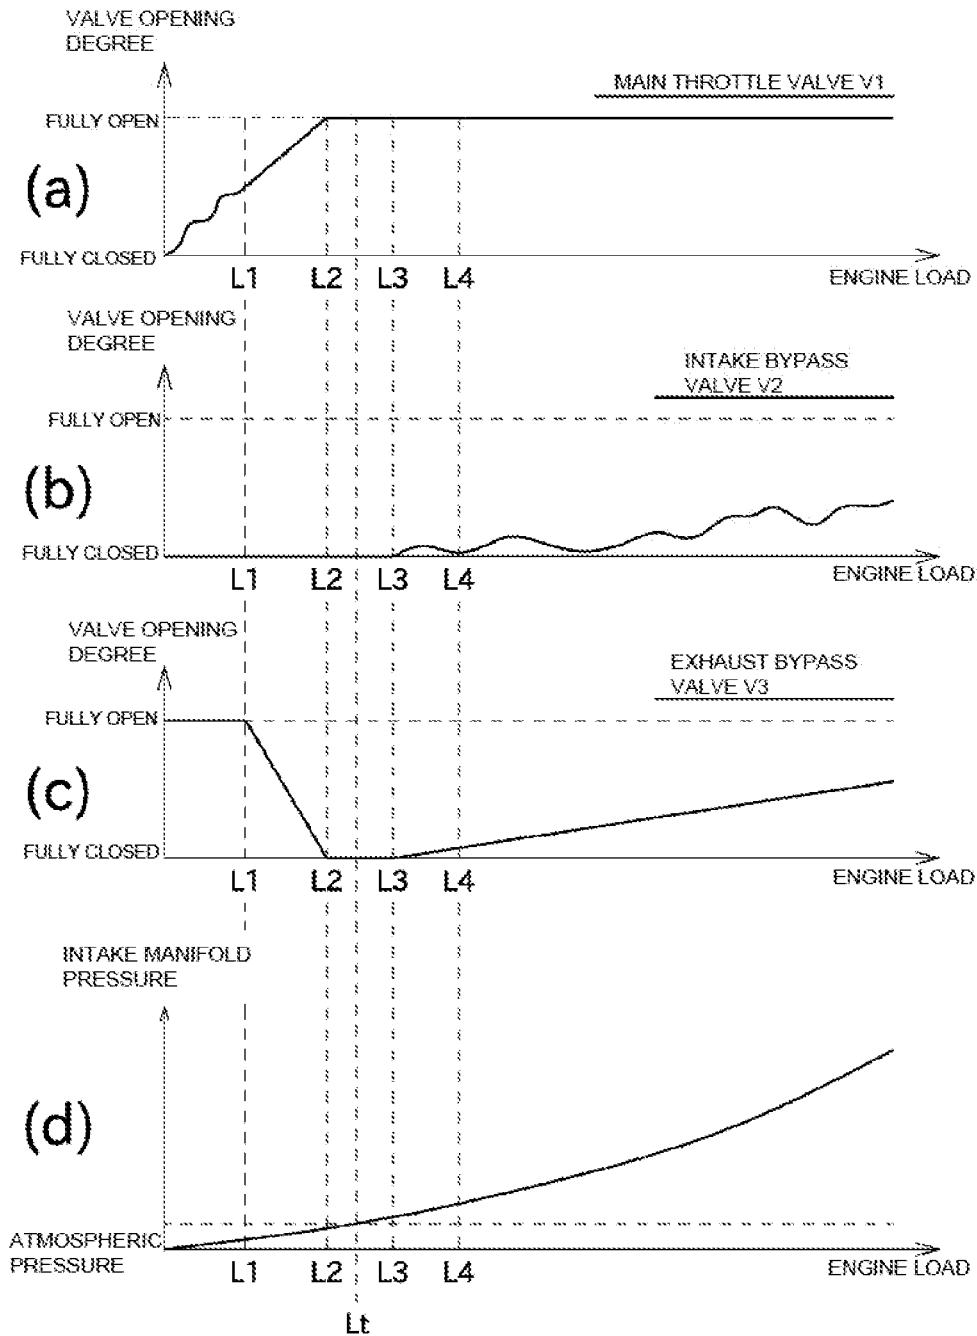 VALVE OPENING
DEGREE
MAIN THROTTLE VALVE V1
FULLY OPEN
(a)
FULLY CLOSED
L1 L2 L3 L4 ENGINE LOAD
VALVE OPENING
DEGREE
INTAKE BYPASS
VALVE V2
FULLY OPEN
(b)
FULLY CLOSED
L1 L2 L3 L4 ENGINE LOAD
VALVE OPENING
DEGREE
EXHAUST BYPASS
VALVE V3
FULLY OPEN
(c)
FULLY CLOSED
L1 L2 L3 L4 ENGINE LOAD
INTAKE MANIFOLD
PRESSURE
(d)
ATMOSPHERIC
PRESSURE
L1 L2 L3 L4 ENGINE LOAD
Lt